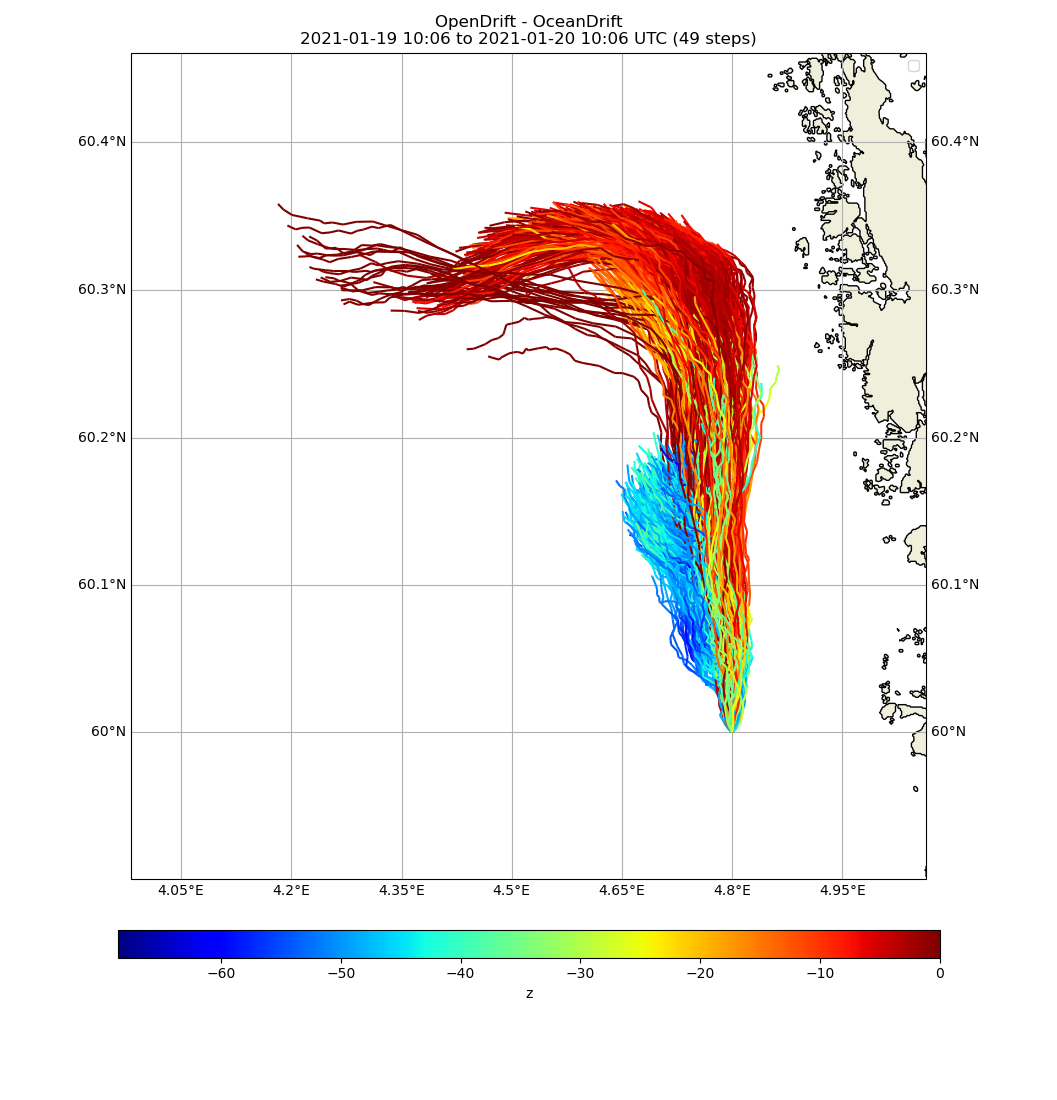 OpenDrift - OceanDrift
2021-01-19 10:06 to 2021-01-20 10:06 UTC (49 steps)
60.4°N 60.4°N
60.3°N 60.3°N
60.2°N 60.2°N
60.1°N 60.1°N
60°N 60°N
4.05°E 4.2°E 4.35°E 4.5°E 4.65°E 4.8°E 4.95°E
−60 −50 −40 −30 −20 −10 0
z